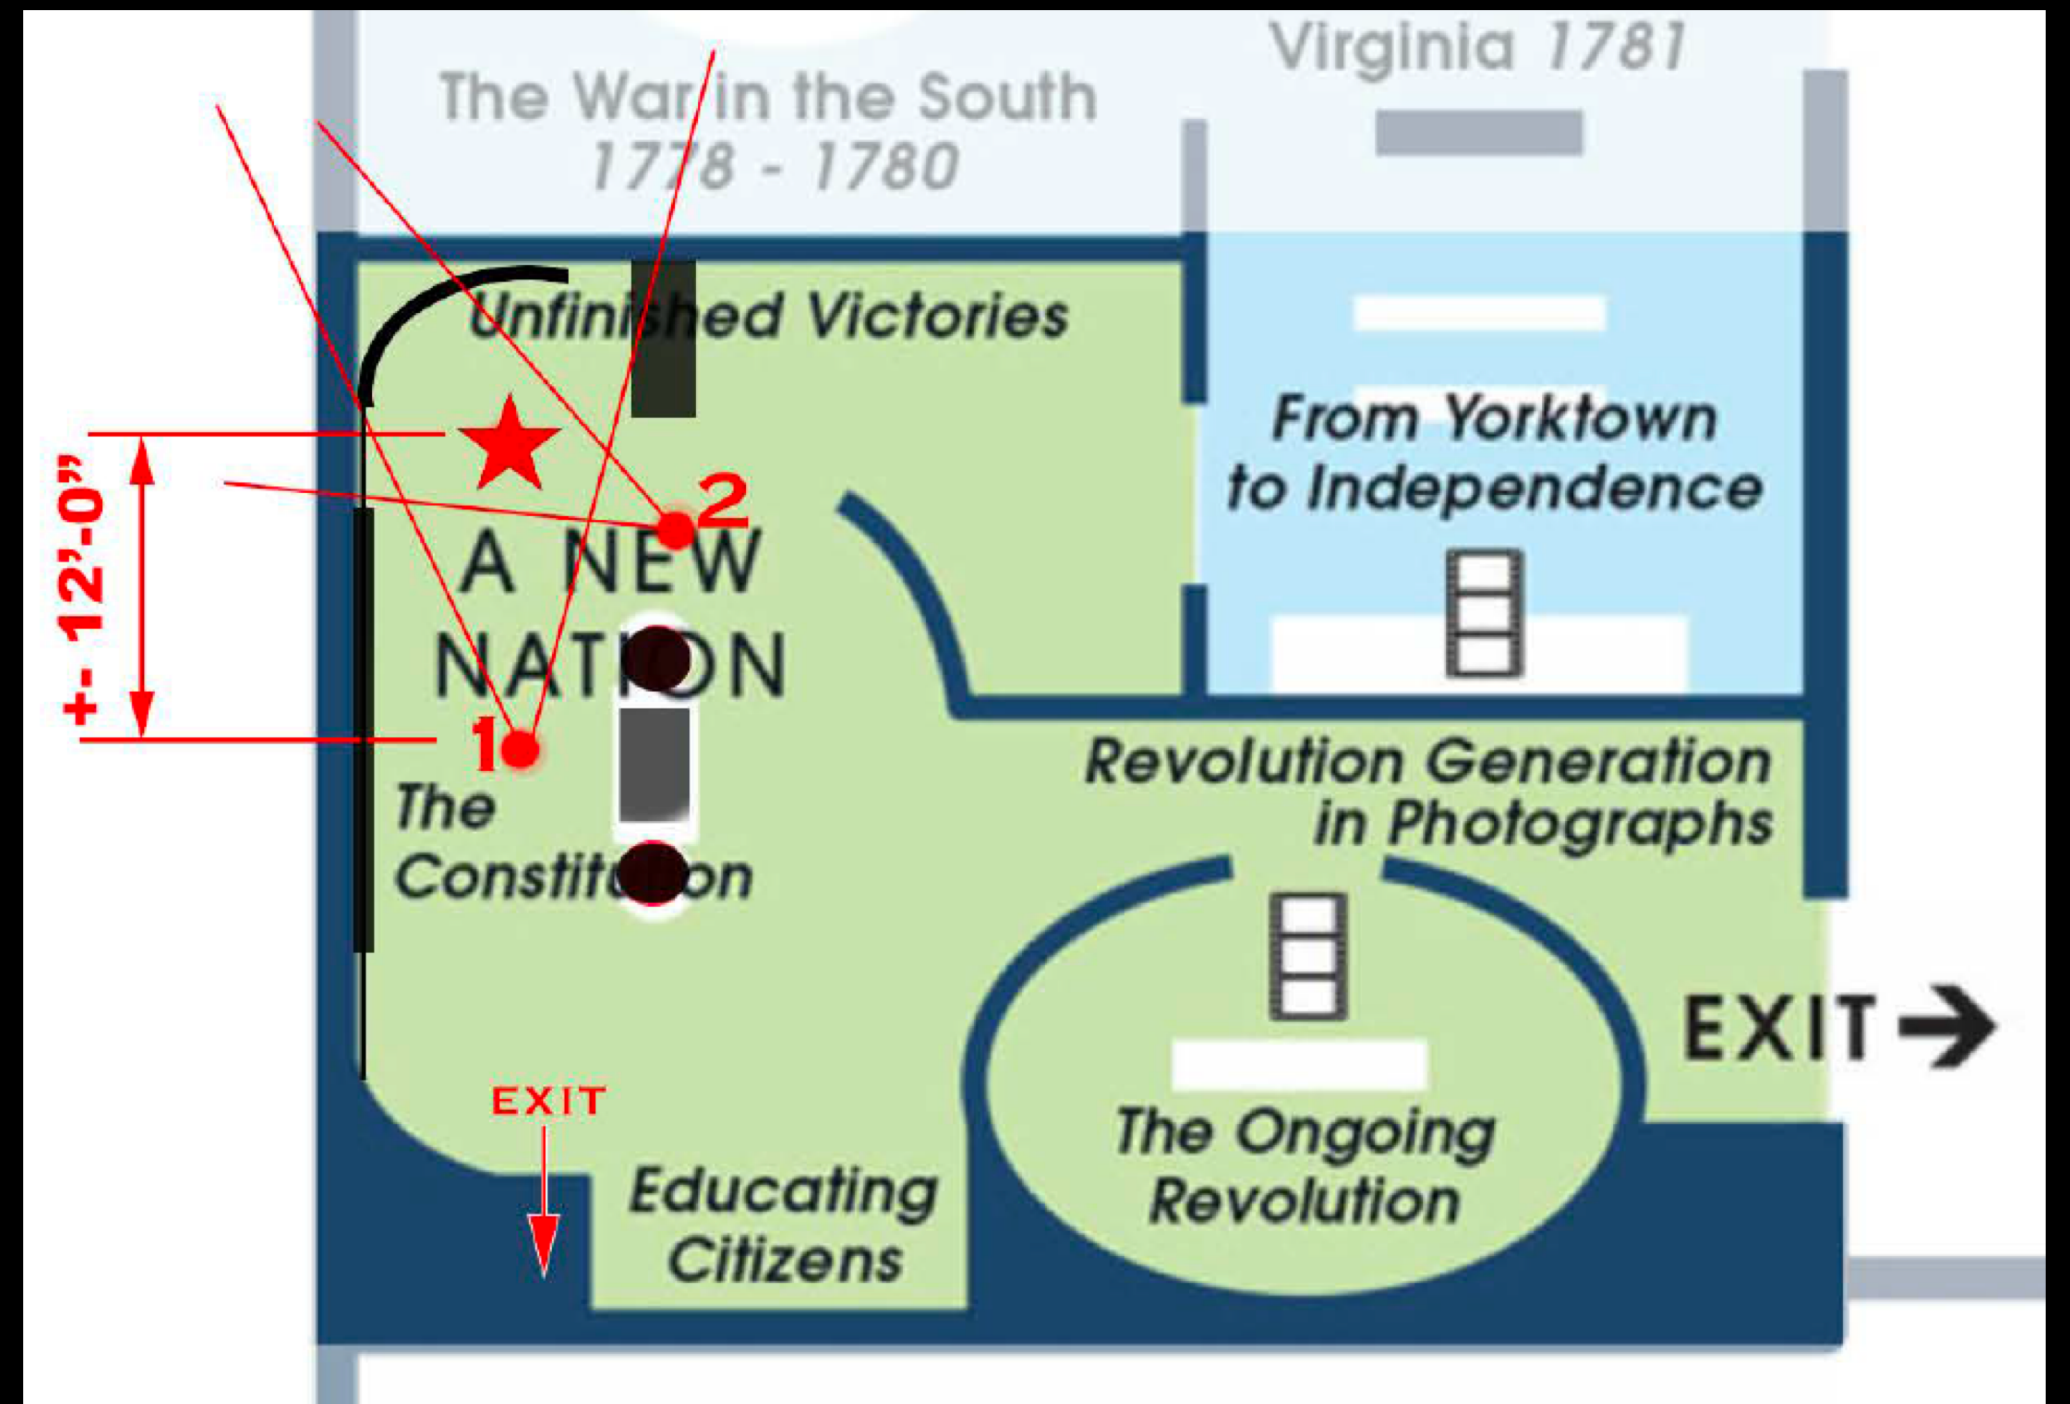 Virginia 1781
The War in the South
1778 - 1780
Unfinished Victories
From Yorktown
to Independence
+- 12'-0"
2
A NEW
NATION
1
The
Constitution
Revolution Generation
in Photographs
EXIT
EXIT
The Ongoing
Revolution
Educating
Citizens